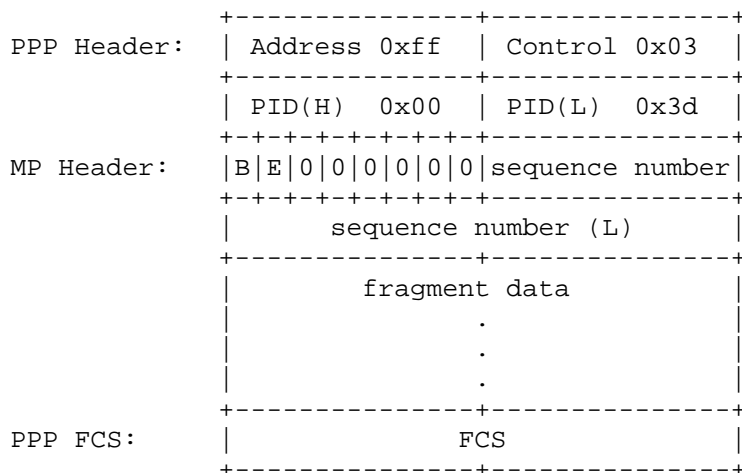 +---------------+---------------+
PPP Header:      | Address 0xff  | Control 0x03  |
                 +---------------+---------------+
                 | PID(H)  0x00  | PID(L)  0x3d  |
                 +-+-+-+-+-+-+-+-+---------------+
MP Header:       |B|E|0|0|0|0|0|0|sequence number|
                 +-+-+-+-+-+-+-+-+---------------+
                 |      sequence number (L)      |
                 +---------------+---------------+
                 |        fragment data          |
                 |               .               |
                 |               .               |
                 |               .               |
                 +---------------+---------------+
PPP FCS:         |              FCS              |
                 +---------------+---------------+